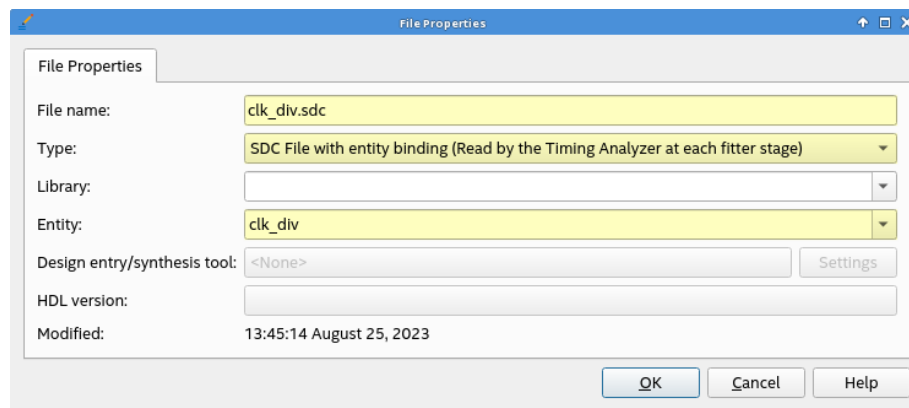 File Properties
File Properties
File name: clk_div.sdc
Type: SDC File with entity binding (Read by the Timing Analyzer at each fitter stage)
Library:
Entity: clk_div
Design entry/synthesis tool: <None> Settings
HDL version:
Modified: 13:45:14 August 25, 2023
OK Cancel Help